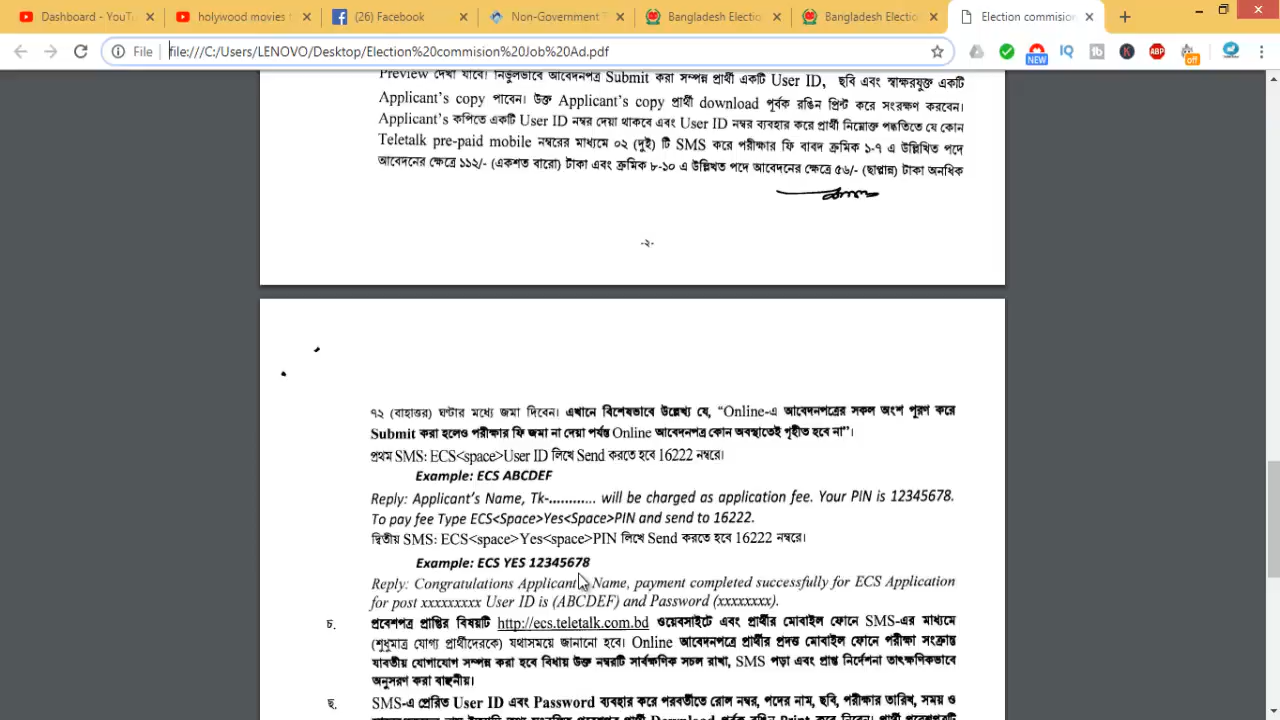 Dashboard - YouTu
holywood movies t
(26) Facebook
Non-Government T
Bangladesh Electio
Bangladesh Electio
Election commision
File
file:///C:/Users/LENOVO/Desktop/Election%20commision%20Job%20Ad.pdf
Preview দেখা যাবে। নির্ভুলভাবে আবেদনপত্র Submit করা সম্পন্ন প্রার্থী একটি User ID, ছবি এবং স্বাক্ষরযুক্ত একটি
Applicant's copy পাবেন। উক্ত Applicant's copy প্রার্থী download পূর্বক রঙিন প্রিন্ট করে সংরক্ষণ করবেন।
Applicant's কপিতে একটি User ID নম্বর দেয়া থাকবে এবং User ID নম্বর ব্যবহার করে প্রার্থী নিম্নোক্ত পদ্ধতিতে যে কোন
Teletalk pre-paid mobile নম্বরের মাধ্যমে ০২ (দুই) টি SMS করে পরীক্ষার ফি বাবদ ক্রমিক ১-৭ এ উল্লিখিত পদে
আবেদনের ক্ষেত্রে ১১২/- (একশত বারো) টাকা এবং ক্রমিক ৮-১০ এ উল্লিখত পদে আবেদনের ক্ষেত্রে ৫৬/- (ছাপ্পান্ন) টাকা অনধিক
-২-
৭২ (বাহাত্তর) ঘণ্টার মধ্যে জমা দিবেন। এখানে বিশেষভাবে উল্লেখ্য যে, “Online-এ আবেদনপত্রের সকল অংশ পূরণ করে
Submit করা হলেও পরীক্ষার ফি জমা না দেয়া পর্যন্ত Online আবেদনপত্র কোন অবস্থাতেই গৃহীত হবে না”।
প্রথম SMS: ECS<space>User ID লিখে Send করতে হবে 16222 নম্বরে।
Example: ECS ABCDEF
Reply: Applicant's Name, Tk-............ will be charged as application fee. Your PIN is 12345678.
To pay fee Type ECS<Space>Yes<Space>PIN and send to 16222.
দ্বিতীয় SMS: ECS<space>Yes<space>PIN লিখে Send করতে হবে 16222 নম্বরে।
Example: ECS YES 12345678
Reply: Congratulations Applicant's Name, payment completed successfully for ECS Application
for post xxxxxxxxx User ID is (ABCDEF) and Password (xxxxxxxx).
চ. প্রবেশপত্র প্রাপ্তির বিষয়টি http://ecs.teletalk.com.bd ওয়েবসাইটে এবং প্রার্থীর মোবাইল ফোনে SMS-এর মাধ্যমে
(শুধুমাত্র যোগ্য প্রার্থীদেরকে) যথাসময়ে জানানো হবে। Online আবেদনপত্রে প্রার্থীর প্রদত্ত মোবাইল ফোনে পরীক্ষা সংক্রান্ত
যাবতীয় যোগাযোগ সম্পন্ন করা হবে বিধায় উক্ত নম্বরটি সার্বক্ষণিক সচল রাখা, SMS পড়া এবং প্রাপ্ত নির্দেশনা তাৎক্ষণিকভাবে
অনুসরণ করা বাঞ্ছনীয়।
ছ. SMS-এ প্রেরিত User ID এবং Password ব্যবহার করে পরবর্তীতে রোল নম্বর, পদের নাম, ছবি, পরীক্ষার তারিখ, সময় ও